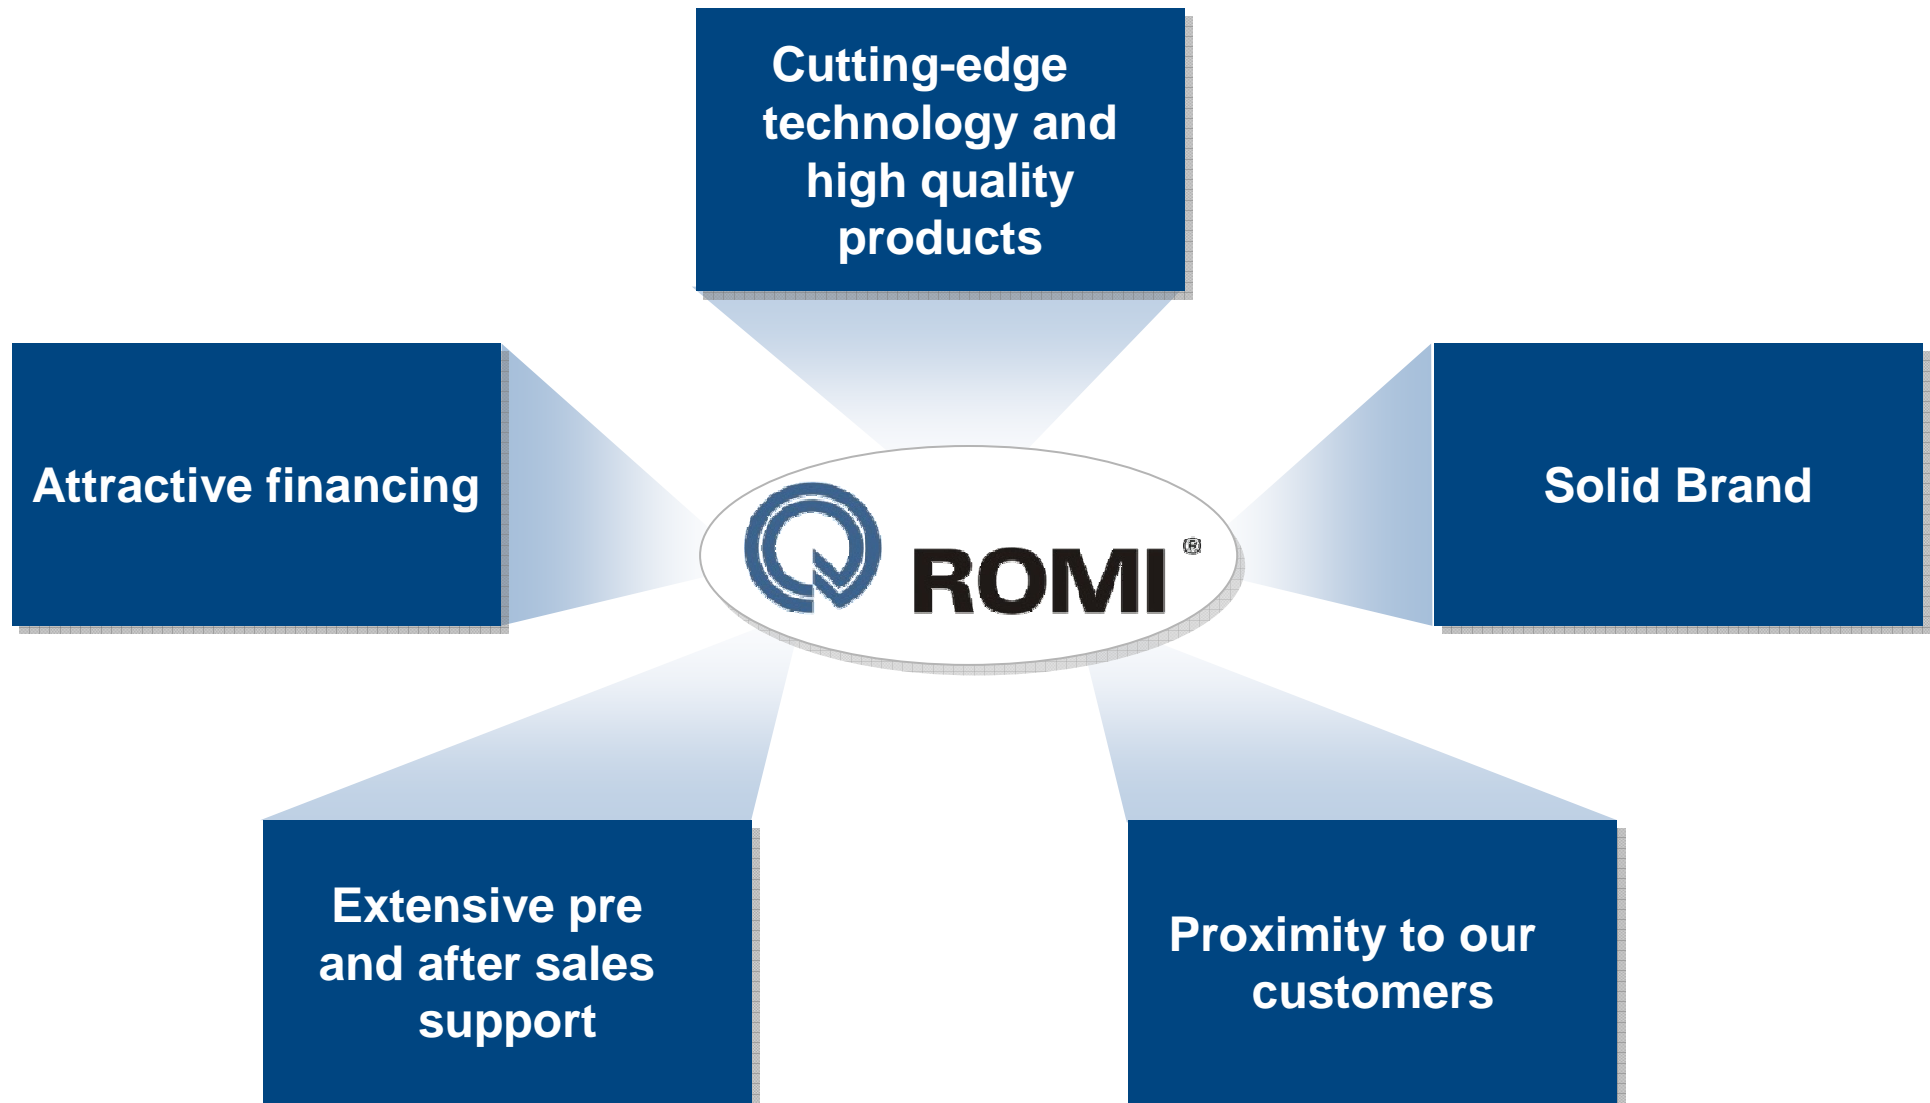 Cutting-edge
technology and
high quality
products
Attractive financing
Solid Brand
ROMI ®
Extensive pre
and after sales
support
Proximity to our
customers